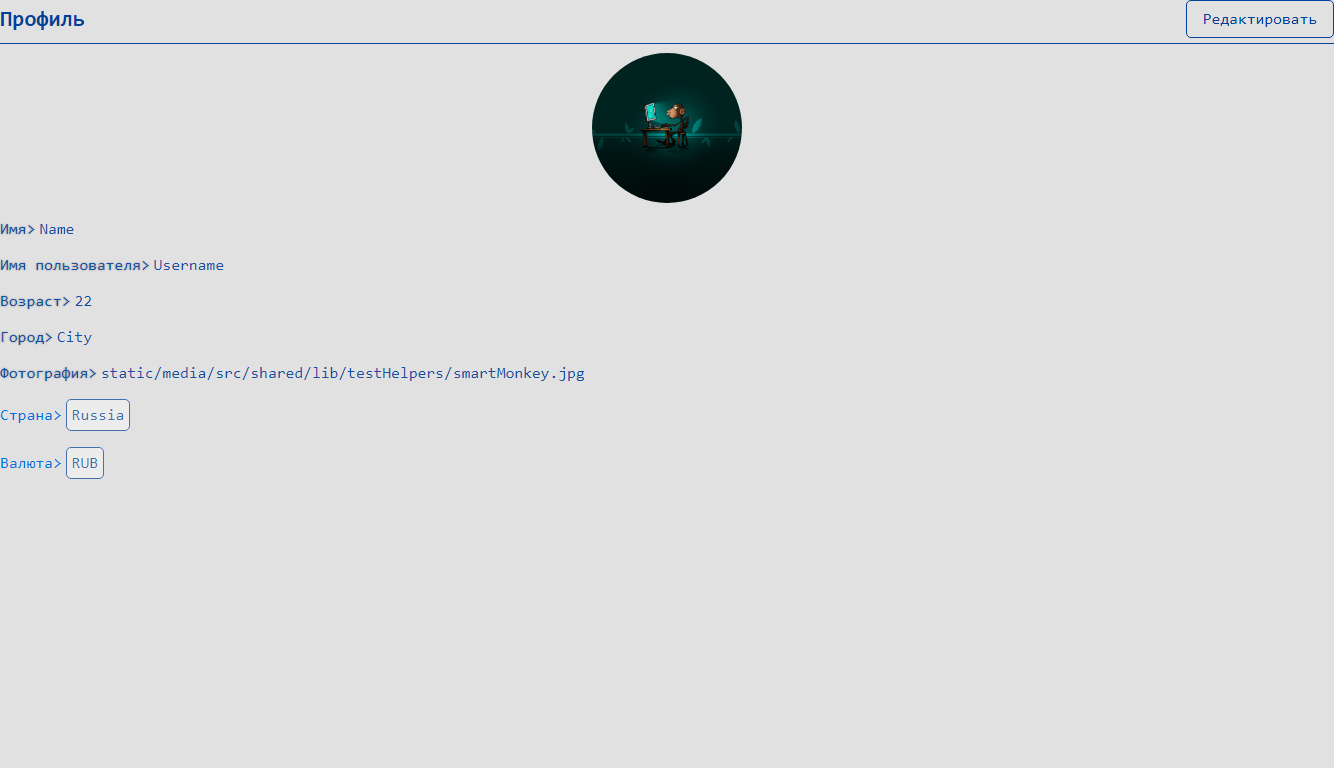 Профиль
Редактировать
Имя> Name
Имя пользователя> Username
Возраст> 22
Город> City
Фотография> static/media/src/shared/lib/testHelpers/smartMonkey.jpg
Страна> Russia
Валюта> RUB